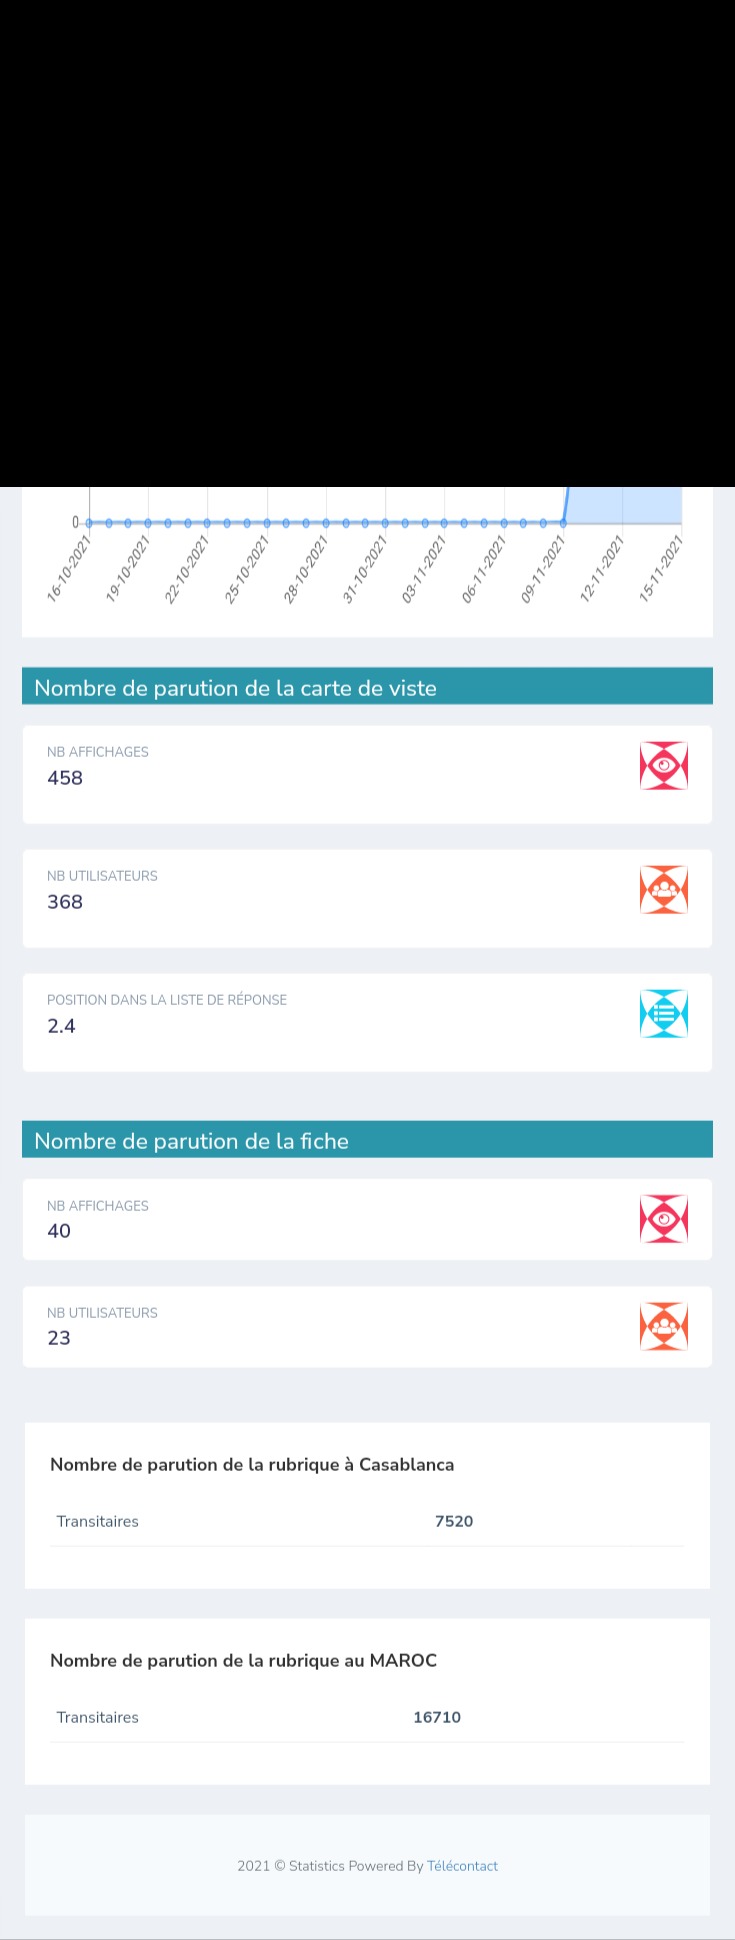 0
16-10-2021
19-10-2021
22-10-2021
25-10-2021
28-10-2021
31-10-2021
03-11-2021
06-11-2021
09-11-2021
12-11-2021
15-11-2021
Nombre de parution de la carte de viste
NB AFFICHAGES
458
NB UTILISATEURS
368
POSITION DANS LA LISTE DE RÉPONSE
2.4
Nombre de parution de la fiche
NB AFFICHAGES
40
NB UTILISATEURS
23
Nombre de parution de la rubrique à Casablanca
Transitaires 7520
Nombre de parution de la rubrique au MAROC
Transitaires 16710
2021 © Statistics Powered By Télécontact